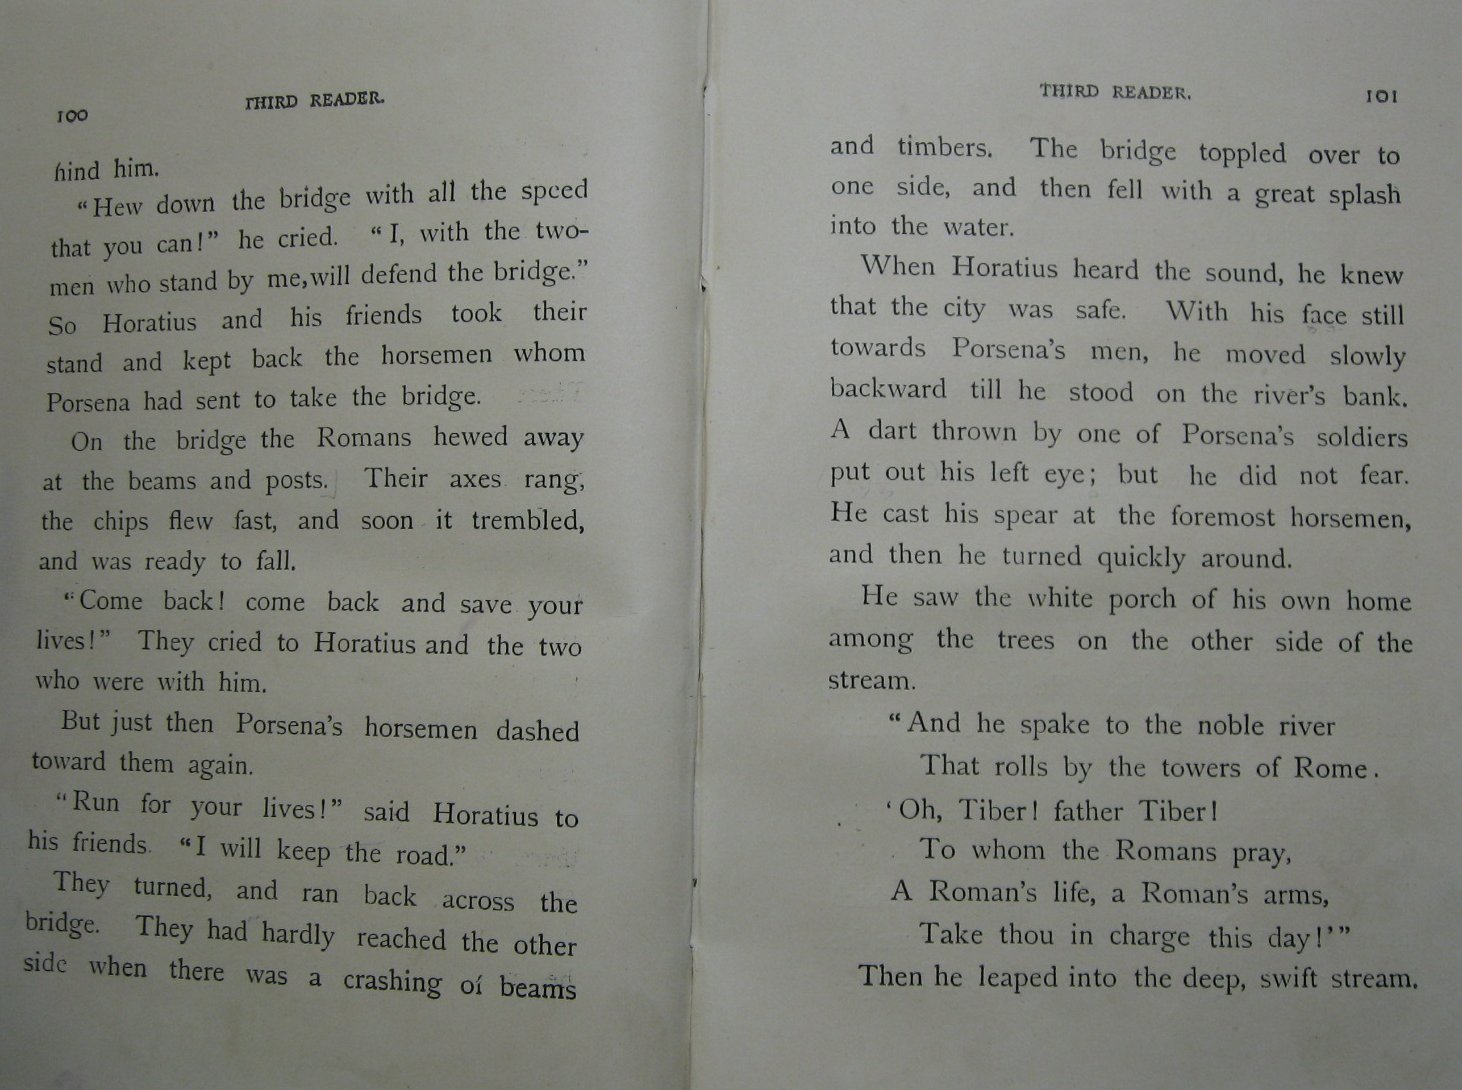 100
THIRD READER.
hind him.
“Hew down the bridge with all the speed
that you can!” he cried. “I, with the two-
men who stand by me, will defend the bridge.”
So Horatius and his friends took their
stand and kept back the horsemen whom
Porsena had sent to take the bridge.
On the bridge the Romans hewed away
at the beams and posts. Their axes rang,
the chips flew fast, and soon it trembled,
and was ready to fall.
“Come back! come back and save your
lives!” They cried to Horatius and the two
who were with him.
But just then Porsena’s horsemen dashed
toward them again.
“Run for your lives!” said Horatius to
his friends. “I will keep the road.”
They turned, and ran back across the
bridge. They had hardly reached the other
side when there was a crashing of beams
THIRD READER.
101
and timbers. The bridge toppled over to
one side, and then fell with a great splash
into the water.
When Horatius heard the sound, he knew
that the city was safe. With his face still
towards Porsena’s men, he moved slowly
backward till he stood on the river’s bank.
A dart thrown by one of Porsena’s soldiers
put out his left eye; but he did not fear.
He cast his spear at the foremost horsemen,
and then he turned quickly around.
He saw the white porch of his own home
among the trees on the other side of the
stream.
“And he spake to the noble river
That rolls by the towers of Rome.
‘Oh, Tiber! father Tiber!
To whom the Romans pray,
A Roman’s life, a Roman’s arms,
Take thou in charge this day!’”
Then he leaped into the deep, swift stream.